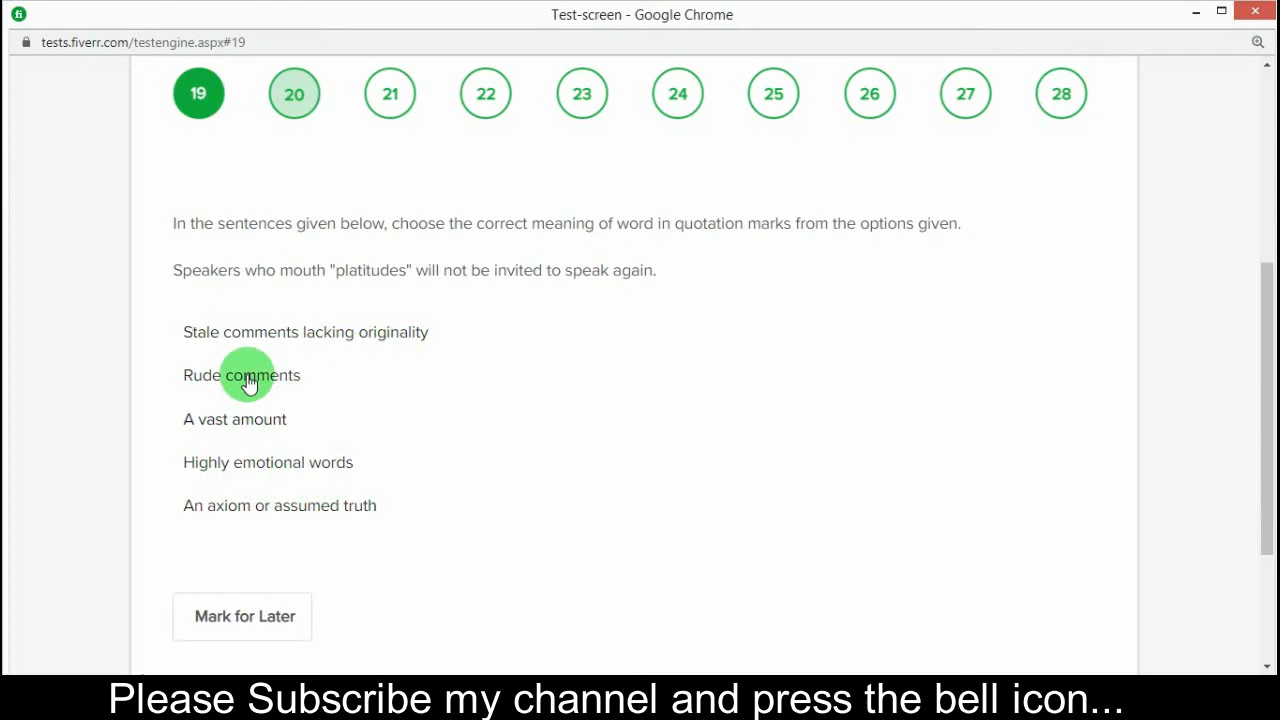 fi
Test-screen - Google Chrome
tests.fiverr.com/testengine.aspx#19
19 20 21 22 23 24 25 26 27 28
In the sentences given below, choose the correct meaning of word in quotation marks from the options given.
Speakers who mouth "platitudes" will not be invited to speak again.
Stale comments lacking originality
Rude comments
A vast amount
Highly emotional words
An axiom or assumed truth
Mark for Later
Please Subscribe my channel and press the bell icon...